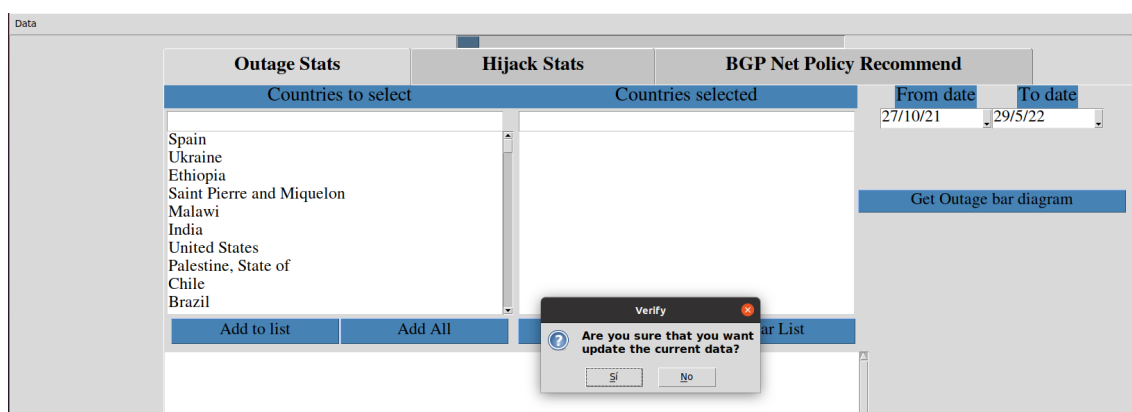 Data
Outage Stats
Hijack Stats
BGP Net Policy Recommend
Countries to select
Countries selected
From date
To date
27/10/21
29/5/22
Spain
Ukraine
Ethiopia
Saint Pierre and Miquelon
Malawi
India
United States
Palestine, State of
Chile
Brazil
Get Outage bar diagram
Add to list
Add All
ar List
Verify
Are you sure that you want
update the current data?
Sí
No